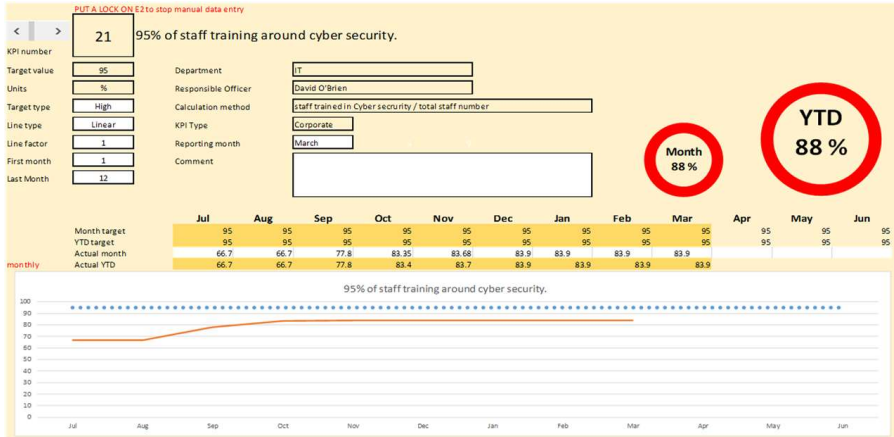 PUT A LOCK ON E2 to stop manual data entry
< >
KPI number
21 95% of staff training around cyber security.
Target value 95 Department IT
Units % Responsible Officer David O'Brien
Target type High Calculation method staff trained in Cyber secrurity / total staff number
Line type Linear KPI Type Corporate
Line factor 1 Reporting month March
First month 1 Comment
Last Month 12
Month
88 %
YTD
88 %
Jul Aug Sep Oct Nov Dec Jan Feb Mar Apr May Jun
Month target 95 95 95 95 95 95 95 95 95 95 95 95
YTD target 95 95 95 95 95 95 95 95 95 95 95 95
Actual month 66.7 66.7 77.8 83.35 83.68 83.9 83.9 83.9 83.9
monthly Actual YTD 66.7 66.7 77.8 83.4 83.7 83.9 83.9 83.9 83.9
95% of staff training around cyber security.
100
90
80
70
60
50
40
30
20
10
0
Jul Aug Sep Oct Nov Dec Jan Feb Mar Apr May Jun